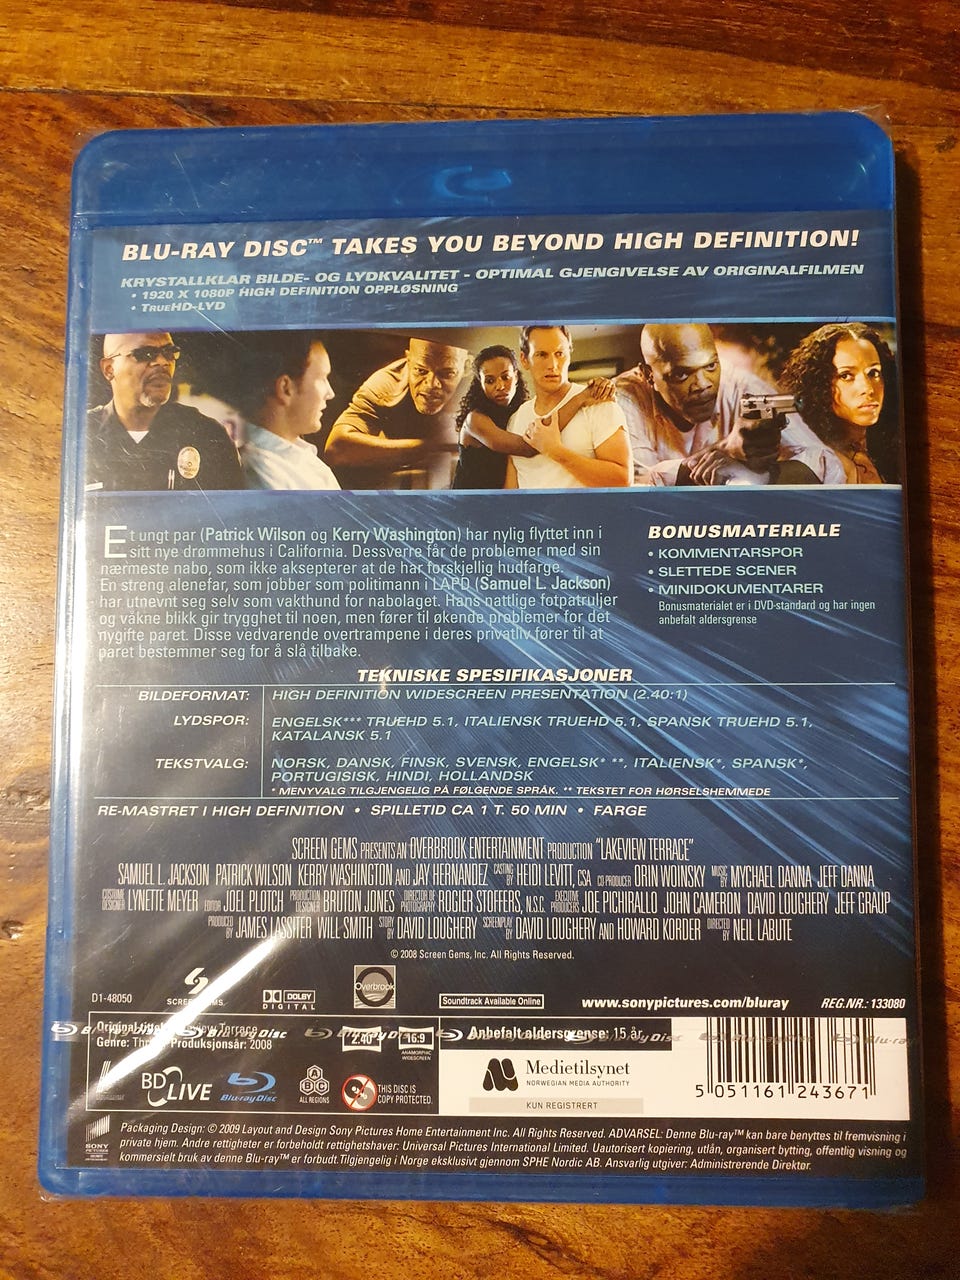 BLU-RAY DISC™ TAKES YOU BEYOND HIGH DEFINITION!
KRYSTALLKLAR BILDE- OG LYDKVALITET - OPTIMAL GJENGIVELSE AV ORIGINALFILMEN
• 1920 X 1080P HIGH DEFINITION OPPLØSNING
• TRUEHD-LYD
Et ungt par (Patrick Wilson og Kerry Washington) har nylig flyttet inn i
sitt nye drømmehus i California. Dessverre får de problemer med sin
nærmeste nabo, som ikke aksepterer at de har forskjellig hudfarge.
En streng alenefar, som jobber som politimann i LAPD (Samuel L. Jackson)
har utnevnt seg selv som vakthund for nabolaget. Hans nattlige fotpatruljer
og våkne blikk gir trygghet til noen, men fører til økende problemer for det
nygifte paret. Disse vedvarende overtrampene i deres privatliv fører til at
paret bestemmer seg for å slå tilbake.
BONUSMATERIALE
• KOMMENTARSPOR
• SLETTEDE SCENER
• MINIDOKUMENTARER
Bonusmaterialet er i DVD-standard og har ingen
anbefalt aldersgrense
TEKNISKE SPESIFIKASJONER
BILDEFORMAT: HIGH DEFINITION WIDESCREEN PRESENTATION (2.40:1)
LYDSPOR: ENGELSK*** TRUEHD 5.1, ITALIENSK TRUEHD 5.1, SPANSK TRUEHD 5.1,
KATALANSK 5.1
TEKSTVALG: NORSK, DANSK, FINSK, SVENSK, ENGELSK* **, ITALIENSK*, SPANSK*,
PORTUGISISK, HINDI, HOLLANDSK
* MENYVALG TILGJENGELIG PÅ FØLGENDE SPRÅK. ** TEKSTET FOR HØRSELSHEMMEDE
RE-MASTRET I HIGH DEFINITION • SPILLETID CA 1 T. 50 MIN • FARGE
SCREEN GEMS PRESENTS AN OVERBROOK ENTERTAINMENT PRODUCTION "LAKEVIEW TERRACE"
SAMUEL L. JACKSON PATRICK WILSON KERRY WASHINGTON AND JAY HERNANDEZ CASTING BY HEIDI LEVITT, CSA CO-PRODUCER ORIN WOINSKY MUSIC BY MYCHAEL DANNA JEFF DANNA
COSTUME DESIGNER LYNETTE MEYER EDITOR JOEL PLOTCH PRODUCTION DESIGNER BRUTON JONES DIRECTOR OF PHOTOGRAPHY ROGIER STOFFERS, N.S.C. EXECUTIVE PRODUCERS JOE PICHIRALLO JOHN CAMERON DAVID LOUGHERY JEFF GRAUP
PRODUCED BY JAMES LASSITER WILL SMITH STORY BY DAVID LOUGHERY SCREENPLAY BY DAVID LOUGHERY AND HOWARD KORDER DIRECTED BY NEIL LABUTE
© 2008 Screen Gems, Inc. All Rights Reserved.
D1-48050
SCREEN GEMS
DOLBY
DIGITAL
Overbrook
Soundtrack Available Online
www.sonypictures.com/bluray
REG.NR.: 133080
Original titel: Lakeview Terrace
Genre: Thriller Produksjonsår: 2008
2.40
16:9
ANAMORPHIC
WIDESCREEN
Anbefalt aldersgrense: 15 år.
Blu-ray Disc
BD LIVE
Blu-ray Disc
A B C
ALL REGIONS
THIS DISC IS
COPY PROTECTED.
Medietilsynet
NORWEGIAN MEDIA AUTHORITY
KUN REGISTRERT
5 051161 243671
SONY
PICTURES
Packaging Design: © 2009 Layout and Design Sony Pictures Home Entertainment Inc. All Rights Reserved. ADVARSEL: Denne Blu-ray™ kan bare benyttes til fremvisning i
private hjem. Andre rettigheter er forbeholdt rettighetshaver: Universal Pictures International Limited. Uautorisert kopiering, utlån, organisert bytting, offentlig visning og
kommersielt bruk av denne Blu-ray™ er forbudt. Tilgjengelig i Norge eksklusivt gjennom SPHE Nordic AB. Ansvarlig utgiver: Administrerende Direktør.